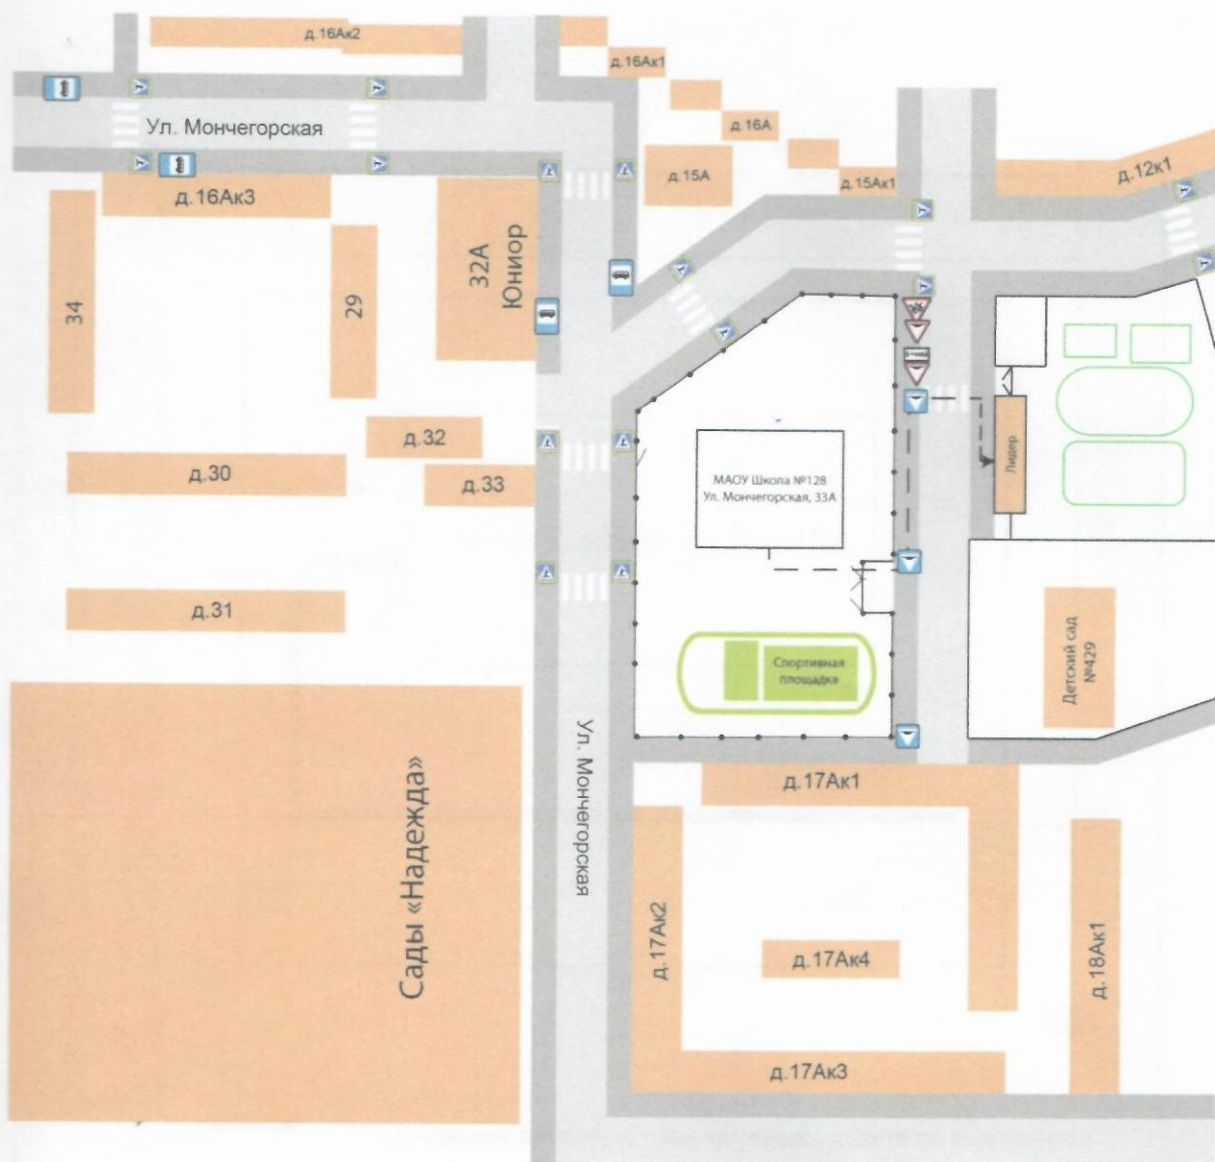 д.16Ак2
д.16Ак1
Ул. Мончегорская
д.16А
д.15А
д.15Ак1
д.12к1
д.16Ак3
34
29
32А
Юниор
д.32
д.30
д.33
МАОУ Школа №128
Ул. Мончегорская, 33А
Лидер
д.31
Спортивная
площадка
Детский сад
№429
Сады «Надежда»
Ул. Мончегорская
д.17Ак1
д.17Ак2
д.17Ак4
д.18Ак1
д.17Ак3